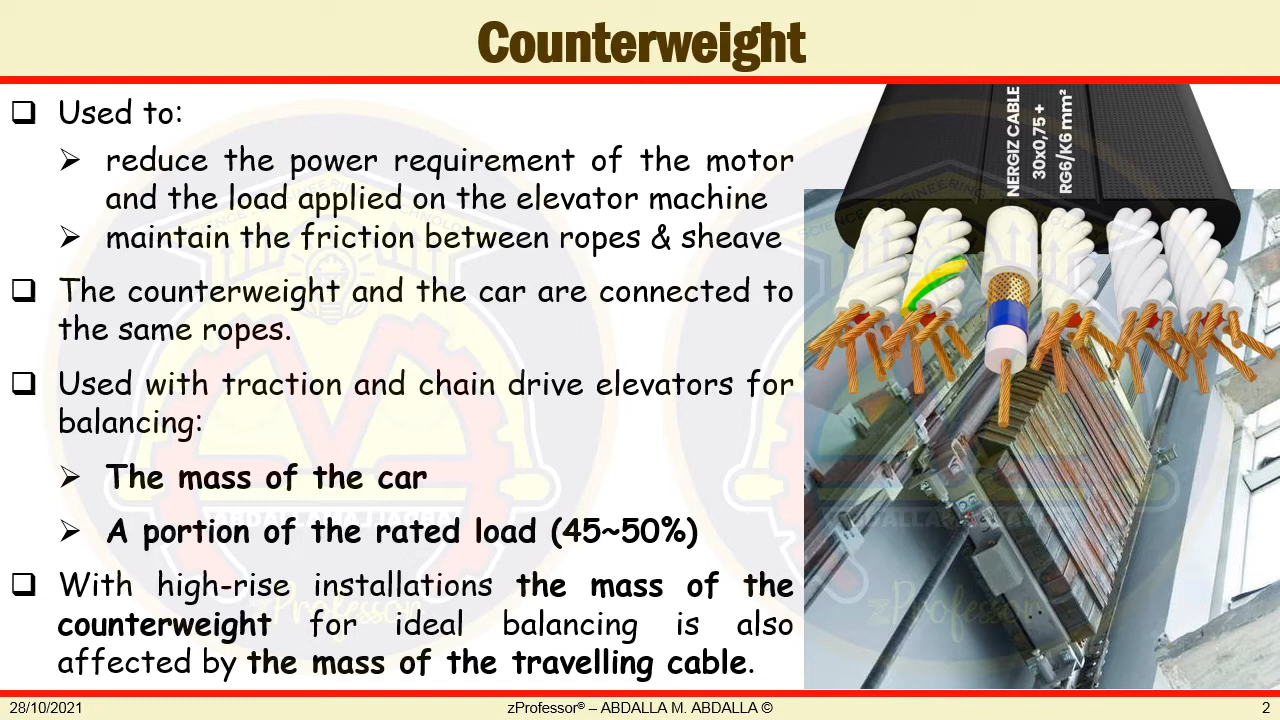 Counterweight
Used to:
reduce the power requirement of the motor
and the load applied on the elevator machine
maintain the friction between ropes & sheave
The counterweight and the car are connected to
the same ropes.
Used with traction and chain drive elevators for
balancing:
The mass of the car
A portion of the rated load (45~50%)
With high-rise installations the mass of the
counterweight for ideal balancing is also
affected by the mass of the travelling cable.
NERGIZ CABLE
30x0,75 +
RG6/K6 mm²
zProfessor
zProfessor
28/10/2021
zProfessor® – ABDALLA M. ABDALLA ©
2